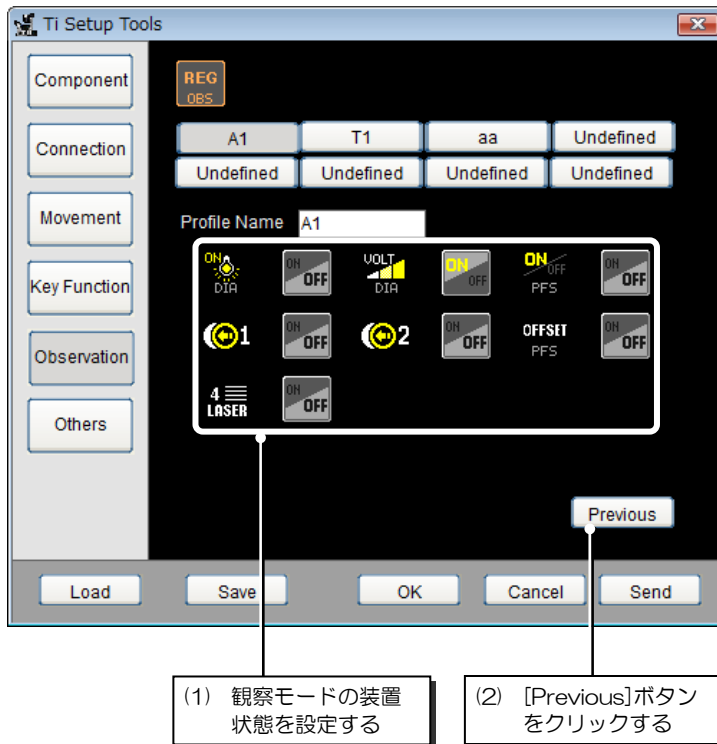 Ti Setup Tools
Component
Connection
Movement
Key Function
Observation
Others
REG
OBS
A1 T1 aa Undefined
Undefined Undefined Undefined Undefined
Profile Name A1
ON DIA ON OFF VOLT DIA ON OFF ON OFF PFS ON OFF
1 ON OFF 2 ON OFF OFFSET PFS ON OFF
4 LASER ON OFF
Previous
Load Save OK Cancel Send
(1) 観察モードの装置
状態を設定する
(2) [Previous]ボタン
をクリックする